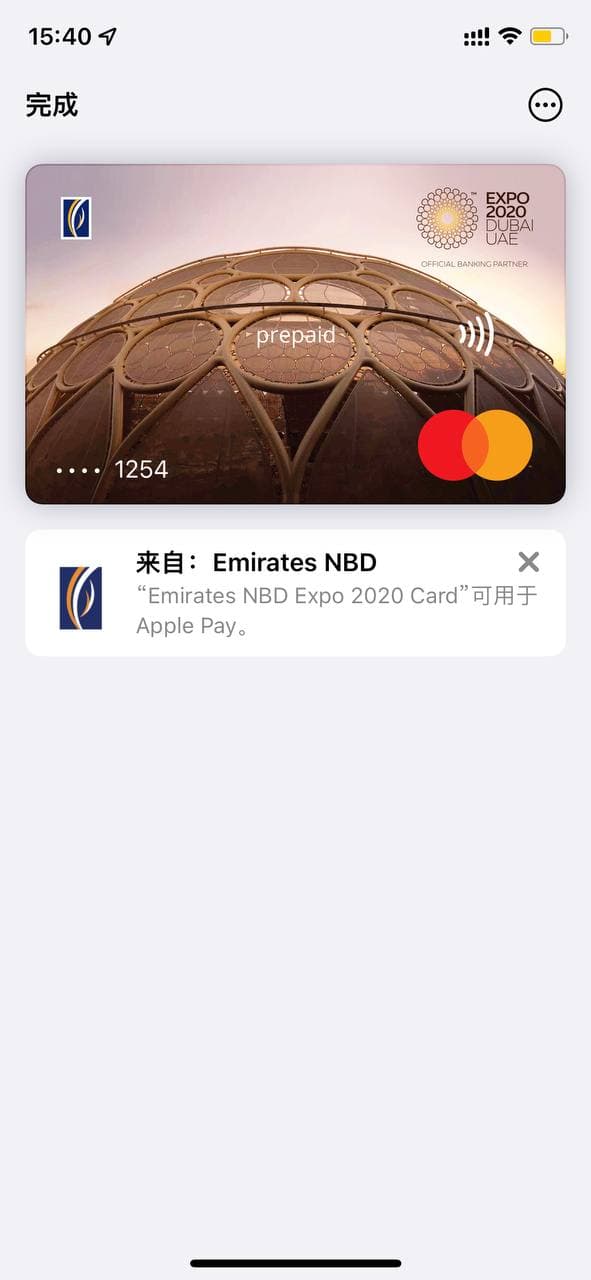 15:40
完成
EXPO
2020
DUBAI
UAE
™
OFFICIAL BANKING PARTNER
prepaid
•••• 1254
来自：Emirates NBD
“Emirates NBD Expo 2020 Card”可用于
Apple Pay。